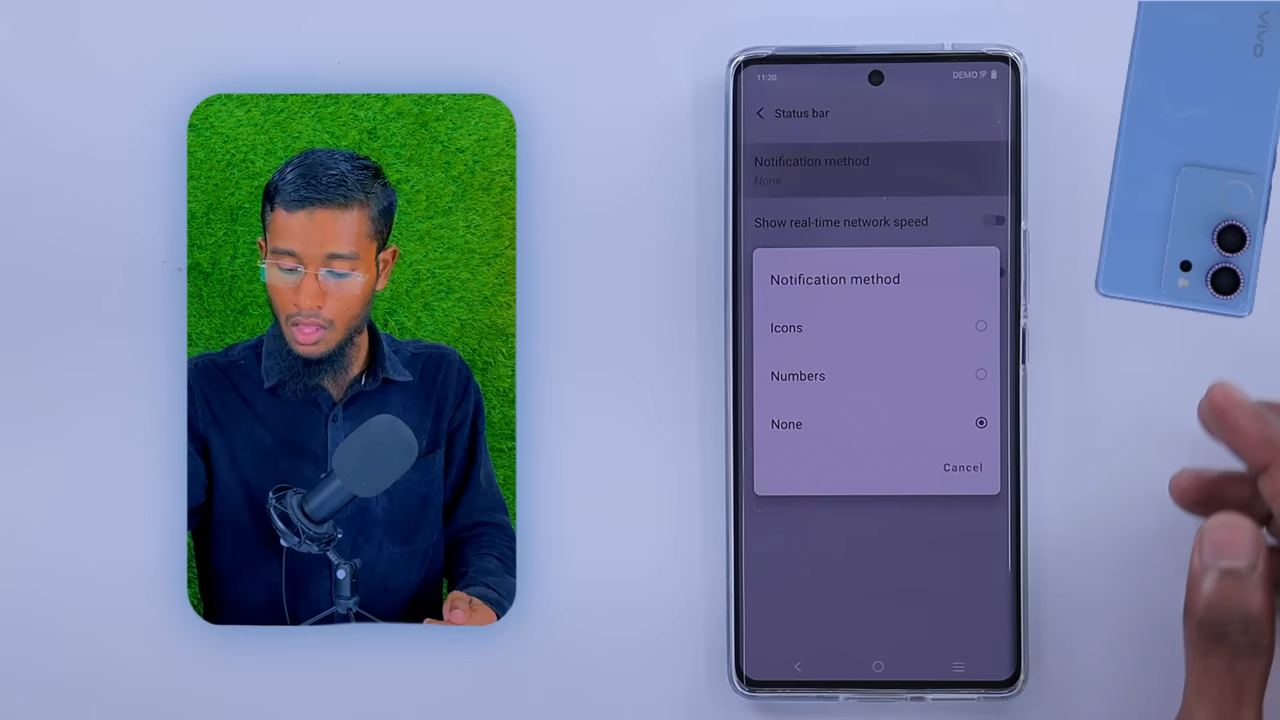 11:20
DEMO
Status bar
Notification method
None
Show real-time network speed
Notification method
Icons
Numbers
None
Cancel
vivo